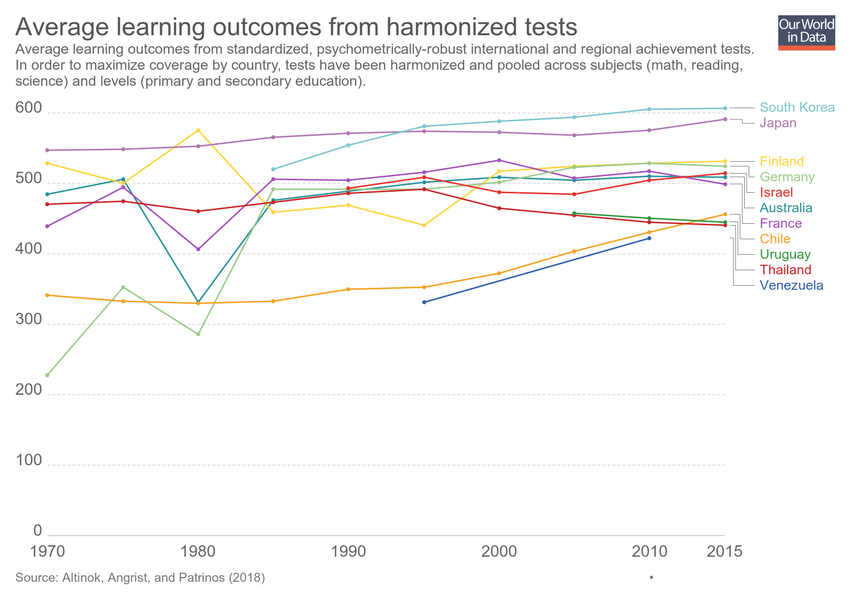 Average learning outcomes from harmonized tests
Our World
in Data
Average learning outcomes from standardized, psychometrically-robust international and regional achievement tests.
In order to maximize coverage by country, tests have been harmonized and pooled across subjects (math, reading,
science) and levels (primary and secondary education).
600
500
400
300
200
100
0
1970
1980
1990
2000
2010
2015
South Korea
Japan
Finland
Germany
Israel
Australia
France
Chile
Uruguay
Thailand
Venezuela
Source: Altinok, Angrist, and Patrinos (2018)